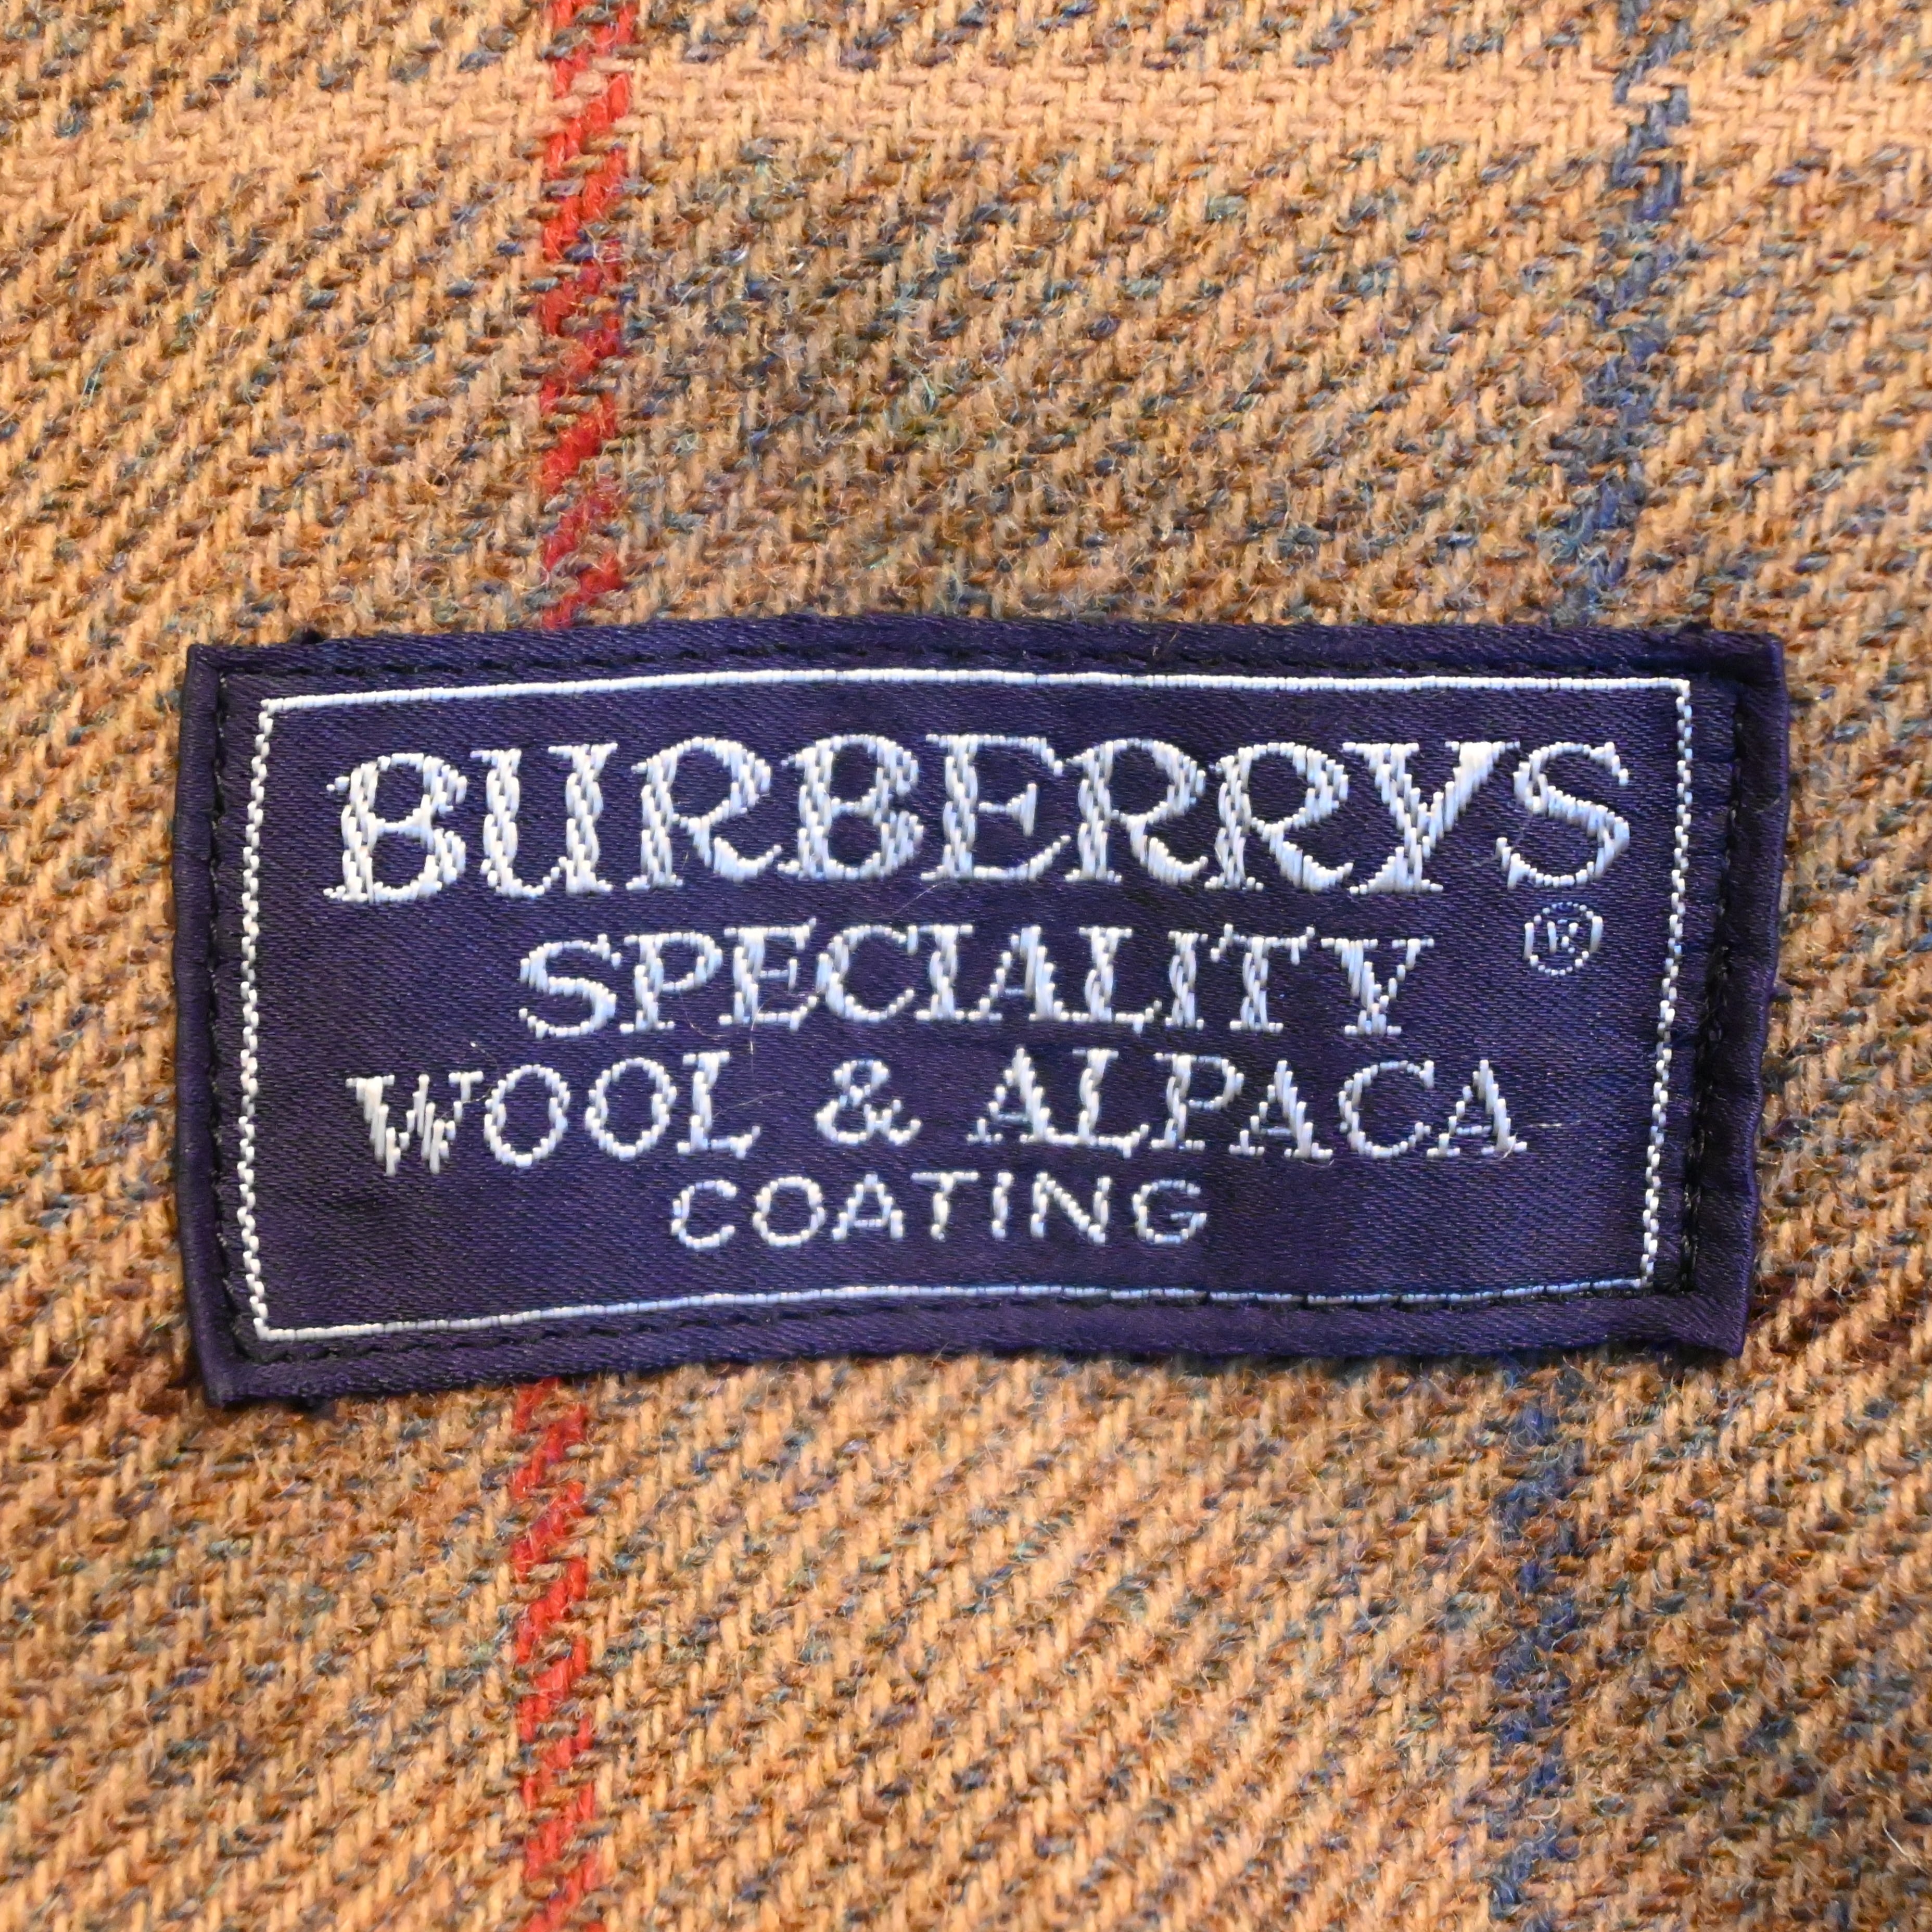 BURBERRYS
SPECIALITY ®
WOOL & ALPACA
COATING